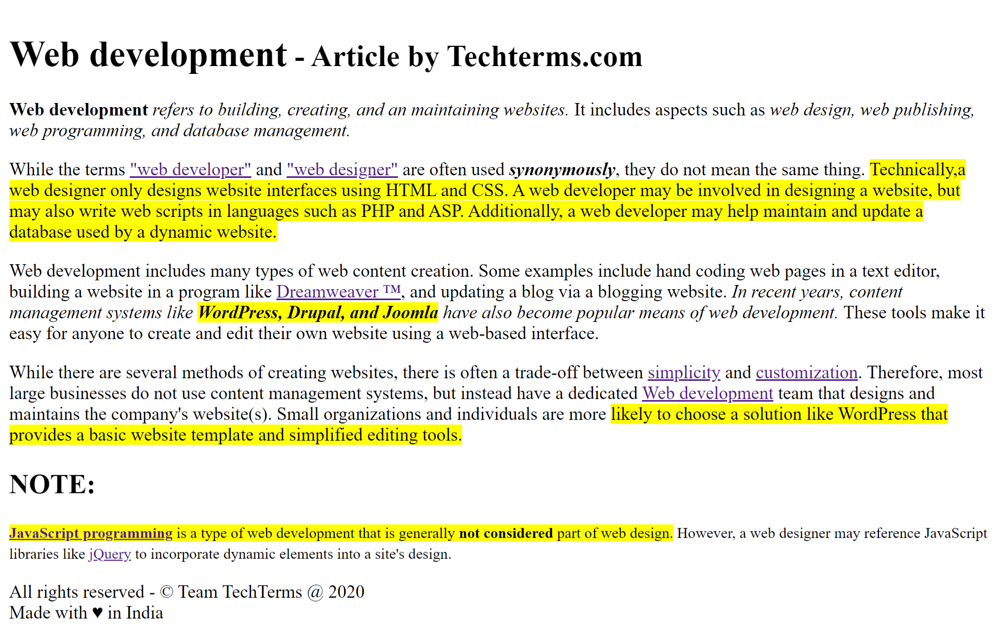 Web development - Article by Techterms.com
Web development refers to building, creating, and an maintaining websites. It includes aspects such as web design, web publishing,
web programming, and database management.
While the terms "web developer" and "web designer" are often used synonymously, they do not mean the same thing. Technically,a
web designer only designs website interfaces using HTML and CSS. A web developer may be involved in designing a website, but
may also write web scripts in languages such as PHP and ASP. Additionally, a web developer may help maintain and update a
database used by a dynamic website.
Web development includes many types of web content creation. Some examples include hand coding web pages in a text editor,
building a website in a program like Dreamweaver ™, and updating a blog via a blogging website. In recent years, content
management systems like WordPress, Drupal, and Joomla have also become popular means of web development. These tools make it
easy for anyone to create and edit their own website using a web-based interface.
While there are several methods of creating websites, there is often a trade-off between simplicity and customization. Therefore, most
large businesses do not use content management systems, but instead have a dedicated Web development team that designs and
maintains the company's website(s). Small organizations and individuals are more likely to choose a solution like WordPress that
provides a basic website template and simplified editing tools.
NOTE:
JavaScript programming is a type of web development that is generally not considered part of web design. However, a web designer may reference JavaScript
libraries like jQuery to incorporate dynamic elements into a site's design.
All rights reserved - © Team TechTerms @ 2020
Made with ♥ in India